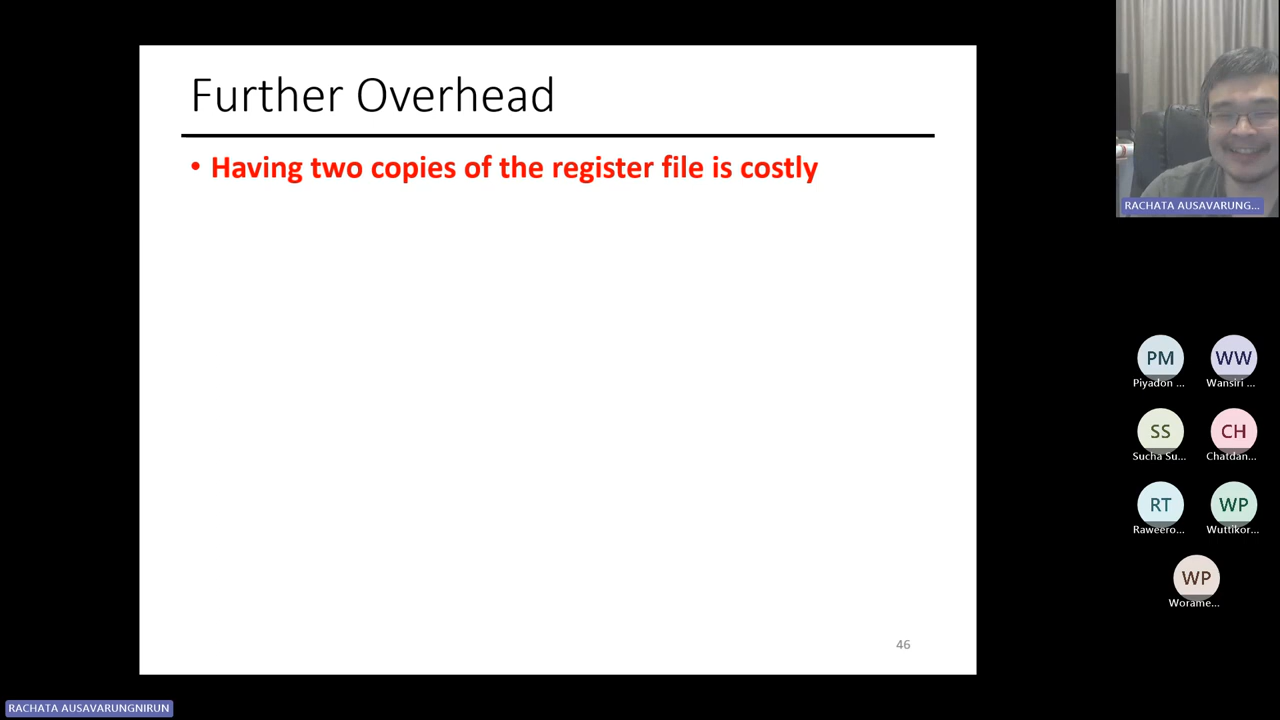 Further Overhead
• Having two copies of the register file is costly
46
RACHATA AUSAVARUNG...
PM
Piyadon ...
WW
Wansiri ...
SS
Sucha Su...
CH
Chatdan...
RT
Raweero...
WP
Wuttikor...
WP
Worame...
RACHATA AUSAVARUNGNIRUN